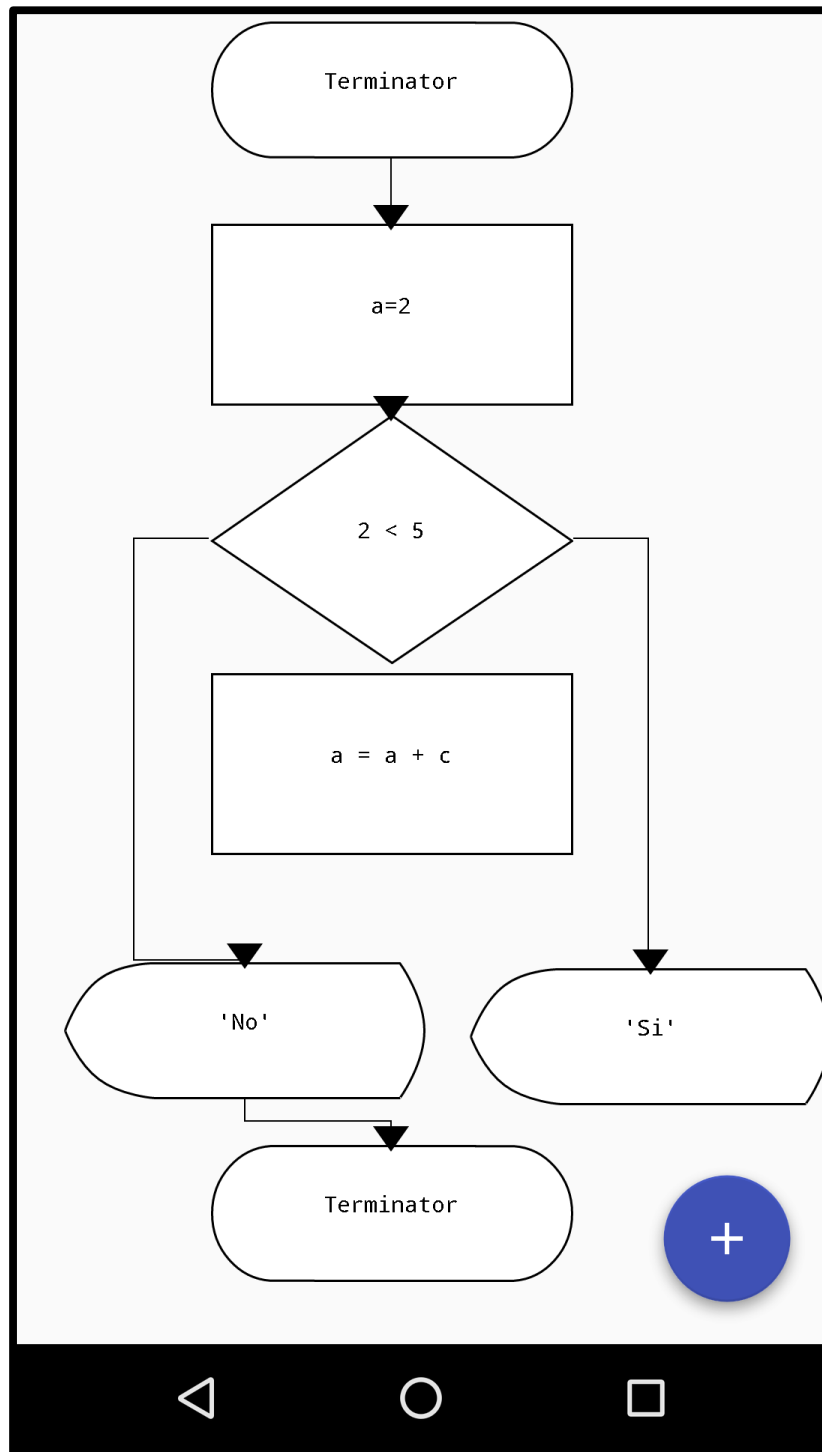 Terminator
a=2
2 < 5
a = a + c
'No'
'Si'
Terminator